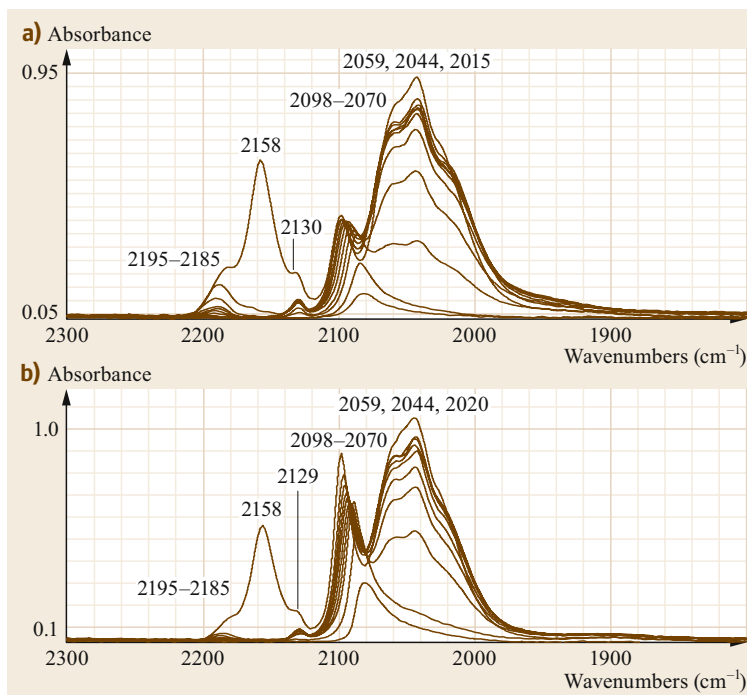 a) Absorbance
2059, 2044, 2015
0.95
2098–2070
2158
2130
2195–2185
0.05
2300 2200 2100 2000 1900
Wavenumbers (cm⁻¹)
b) Absorbance
2059, 2044, 2020
1.0
2098–2070
2129
2158
2195–2185
0.1
2300 2200 2100 2000 1900
Wavenumbers (cm⁻¹)